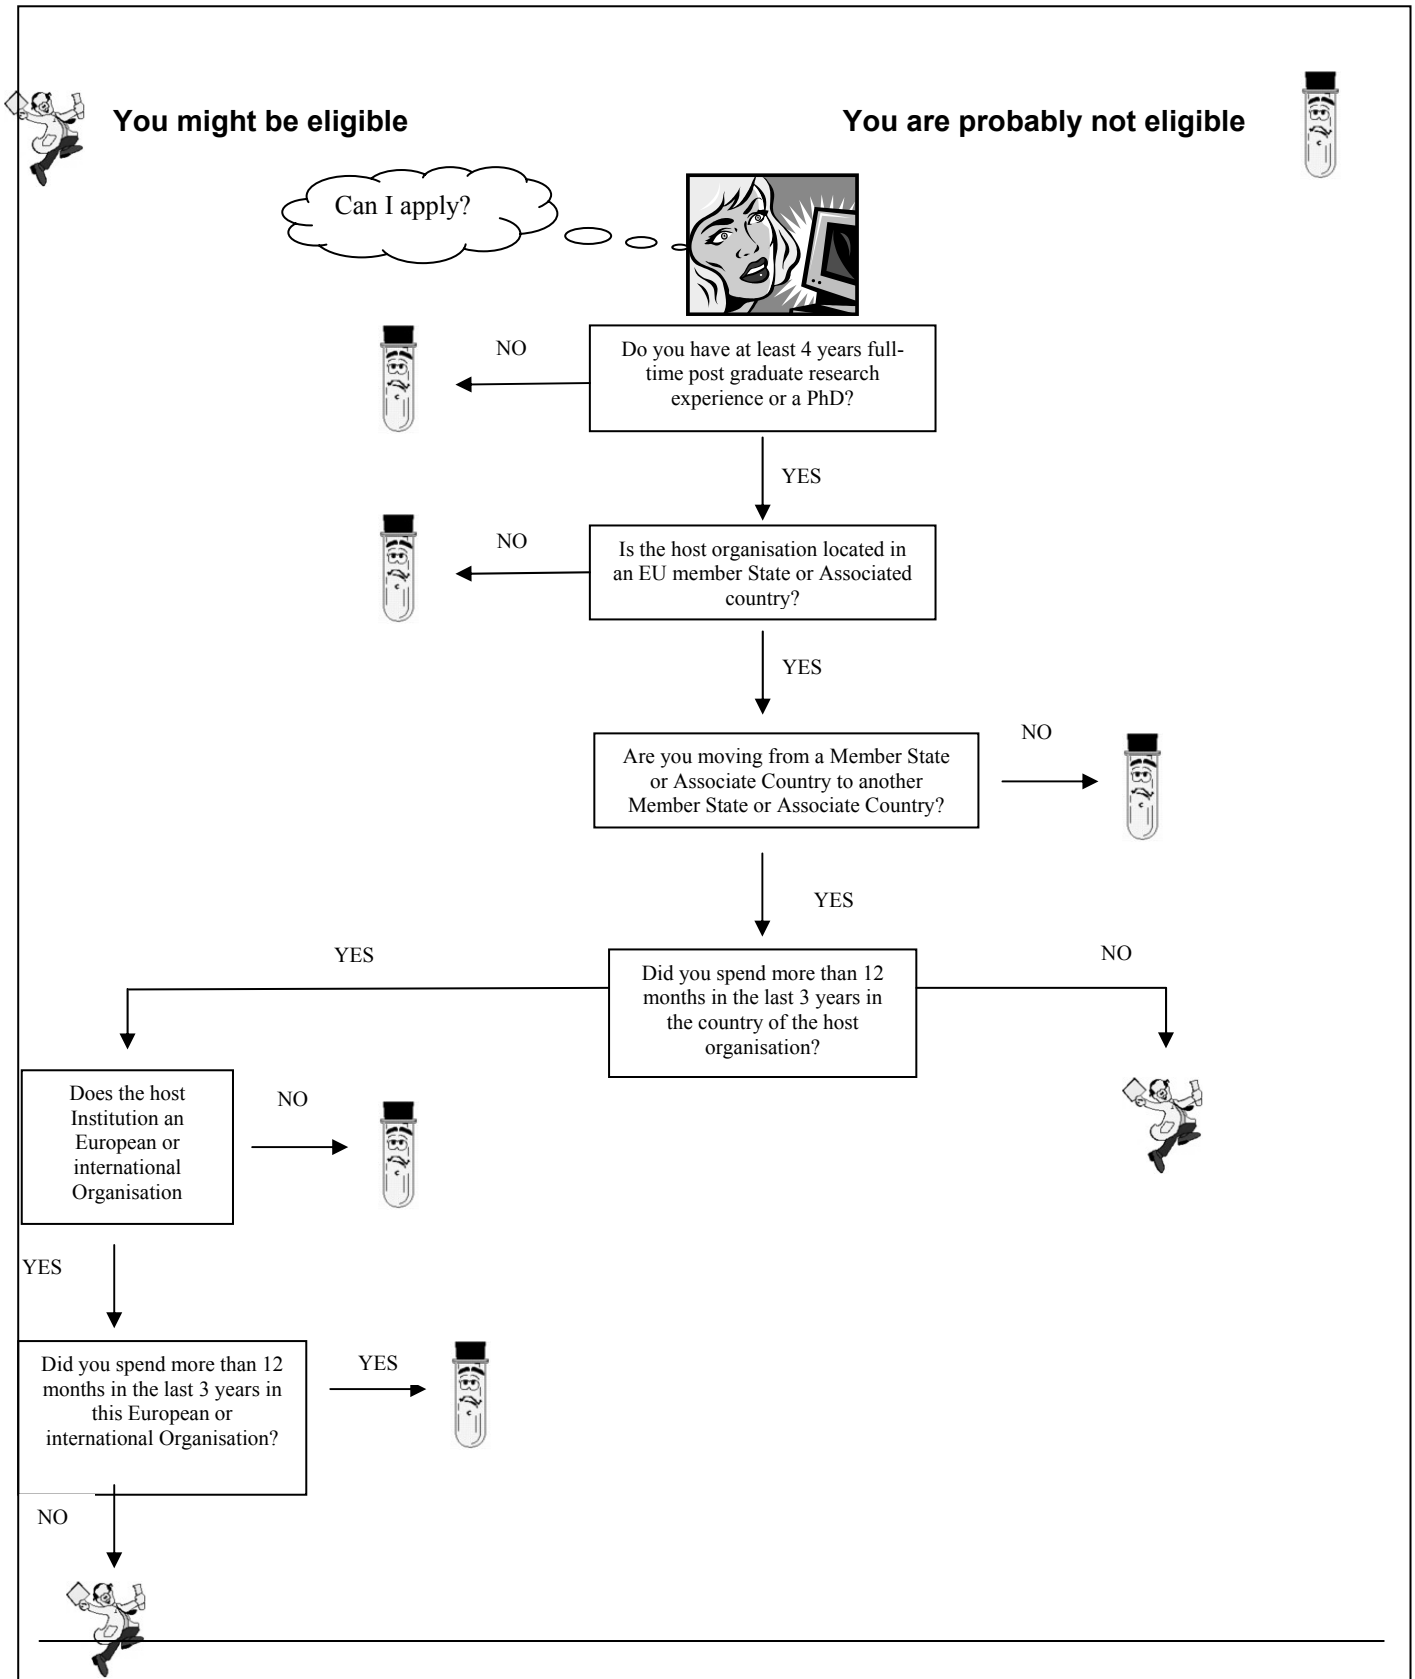 You might be eligible
You are probably not eligible
Can I apply?
NO
Do you have at least 4 years full-
time post graduate research
experience or a PhD?
YES
NO
Is the host organisation located in
an EU member State or Associated
country?
YES
Are you moving from a Member State
or Associate Country to another
Member State or Associate Country?
NO
YES
YES
Did you spend more than 12
months in the last 3 years in
the country of the host
organisation?
NO
Does the host
Institution an
European or
international
Organisation
NO
YES
Did you spend more than 12
months in the last 3 years in
this European or
international Organisation?
YES
NO